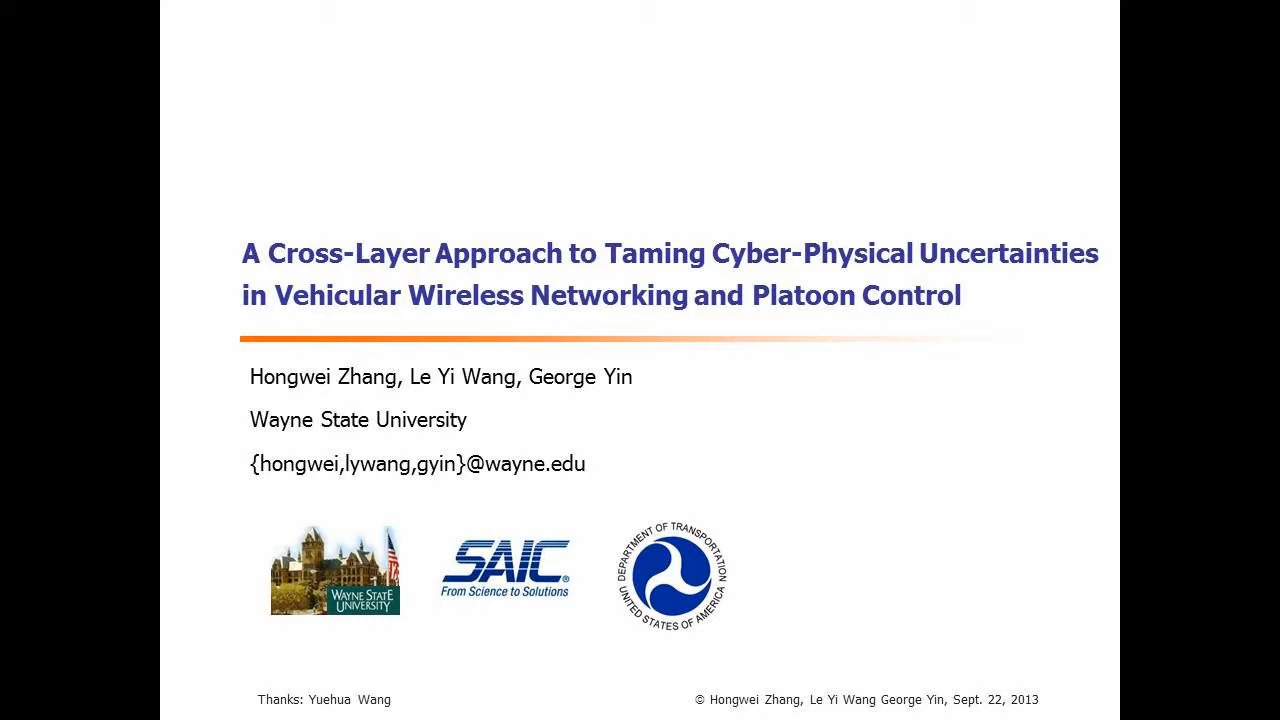 A Cross-Layer Approach to Taming Cyber-Physical Uncertainties
in Vehicular Wireless Networking and Platoon Control
Hongwei Zhang, Le Yi Wang, George Yin
Wayne State University
{hongwei,lywang,gyin}@wayne.edu
WAYNE STATE
UNIVERSITY
SAIC®
From Science to Solutions
DEPARTMENT OF TRANSPORTATION
UNITED STATES OF AMERICA
Thanks: Yuehua Wang
© Hongwei Zhang, Le Yi Wang George Yin, Sept. 22, 2013